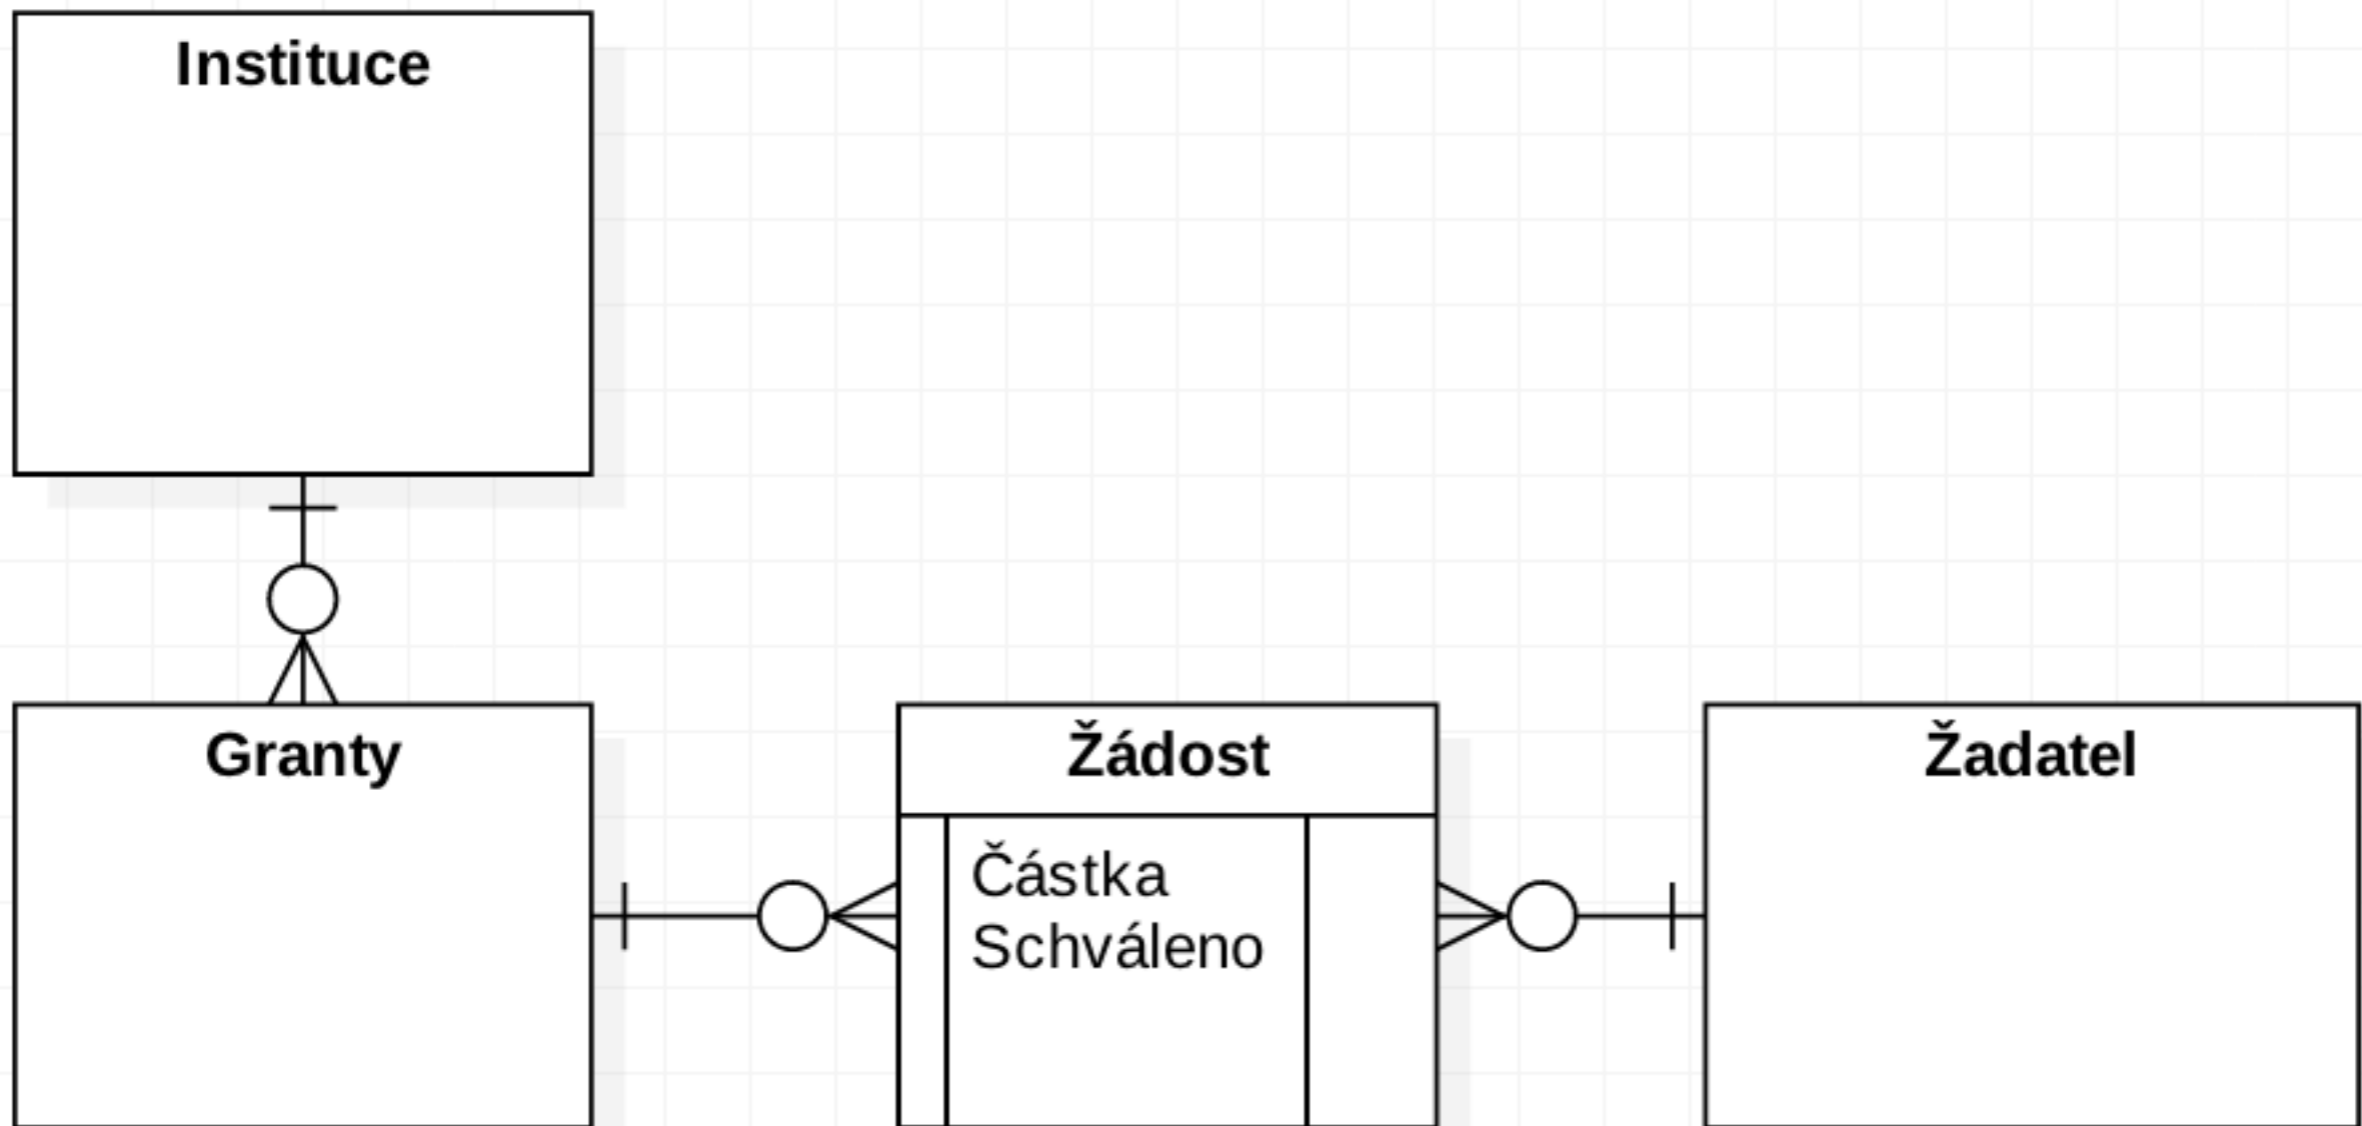 Instituce
Granty
Žádost
Částka
Schváleno
Žadatel